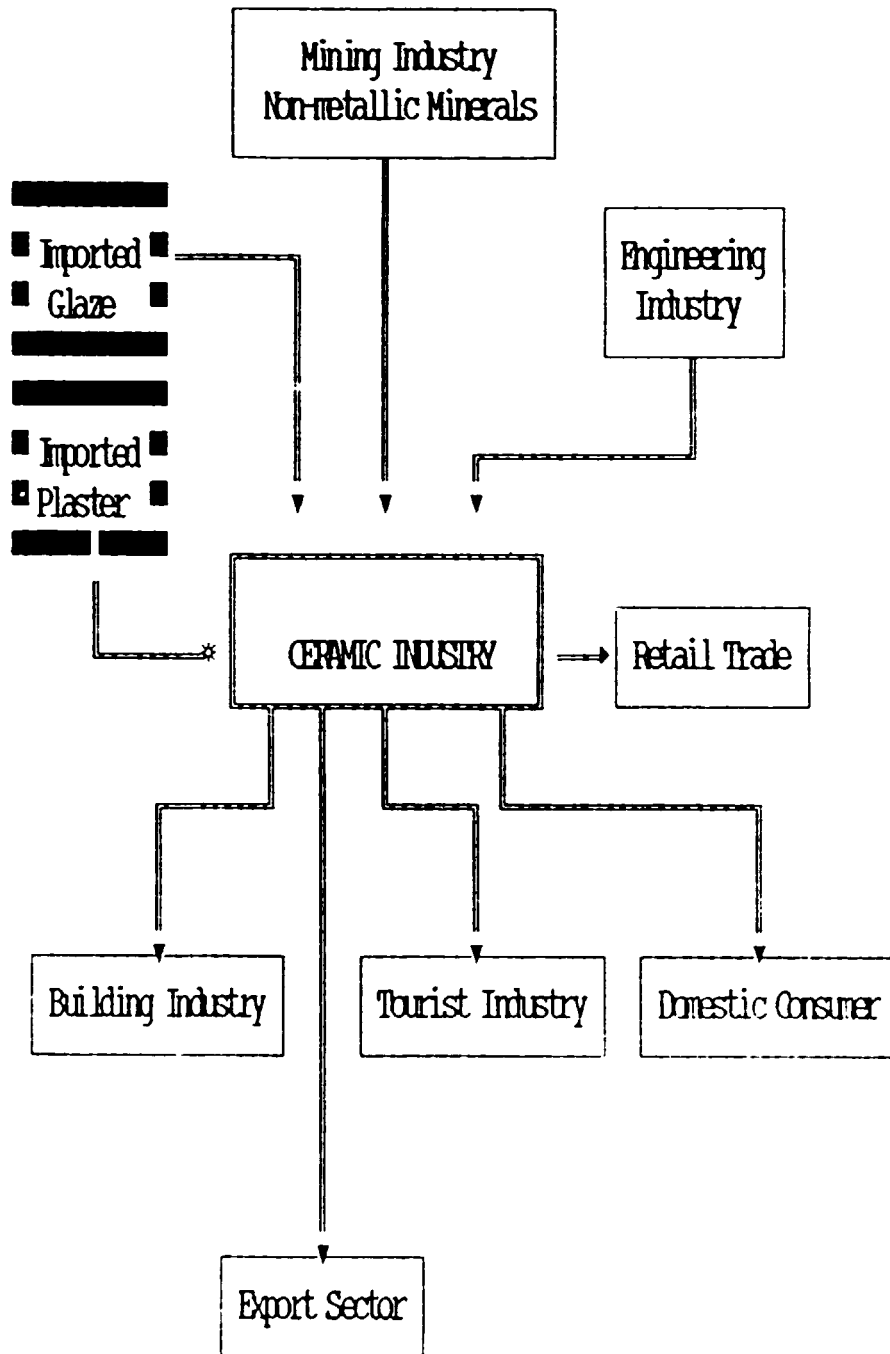 Mining Industry
Non-metallic Minerals
Imported
Glaze
Engineering
Industry
Imported
Plaster
CERAMIC INDUSTRY
Retail Trade
Building Industry
Tourist Industry
Domestic Consumer
Export Sector